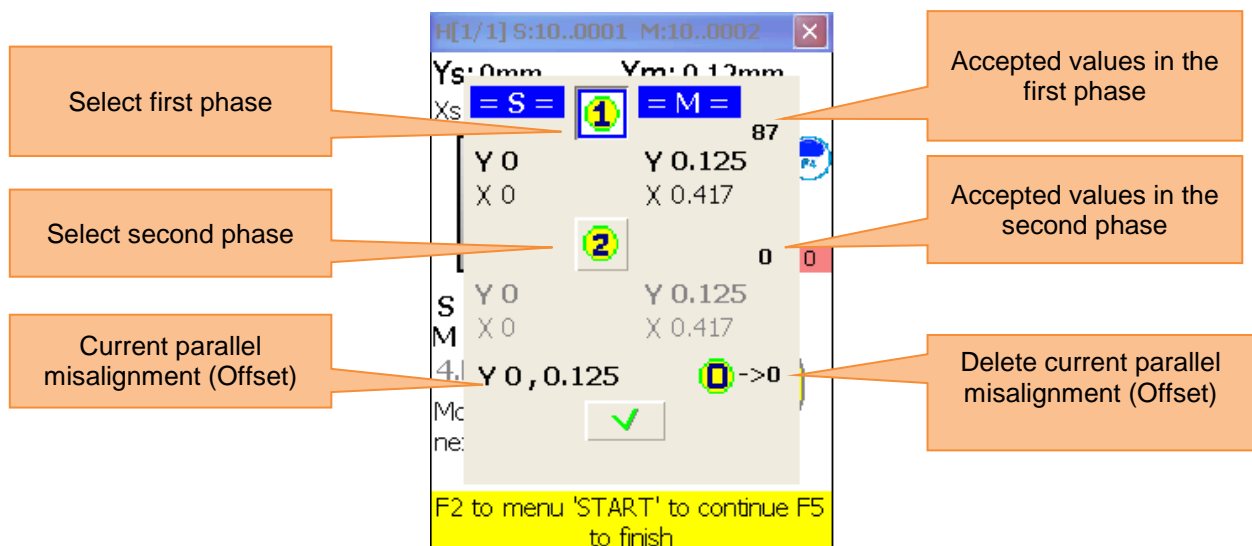 H[1/1] S:10..0001 M:10..0002
Select first phase
Accepted values in the
first phase
Ys: 0mm Ym: 0.12mm
Xs = S = 1 = M =
87
Y 0 Y 0.125
F4
X 0 X 0.417
Select second phase
Accepted values in the
second phase
2
0 0
Y 0 Y 0.125
S
X 0 X 0.417
M
Current parallel
misalignment (Offset)
Delete current parallel
misalignment (Offset)
4. Y 0 , 0.125 0 ->0
Mo
ne
F2 to menu 'START' to continue F5
to finish